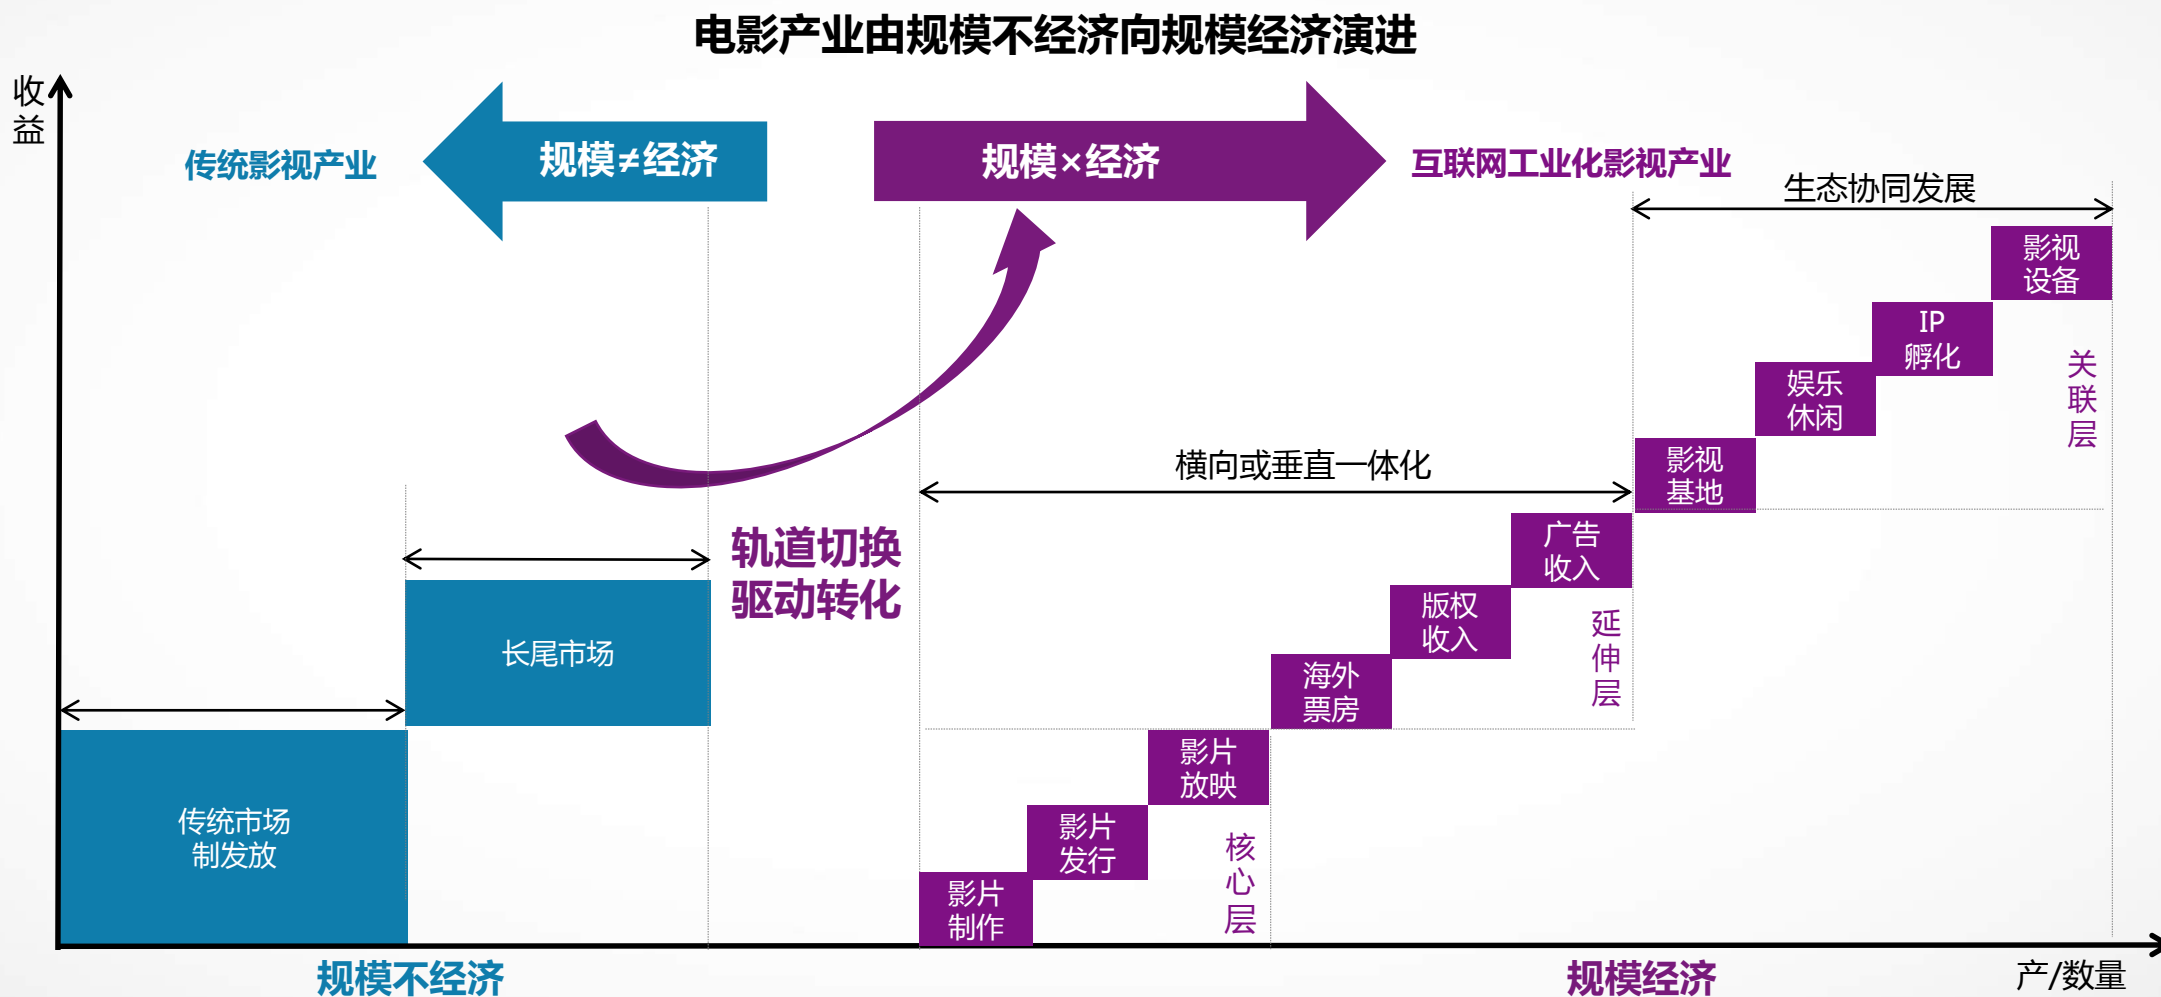 电影产业由规模不经济向规模经济演进
收
益
传统影视产业
规模≠经济
规模×经济
互联网工业化影视产业
生态协同发展
影视
设备
IP
孵化
娱乐
休闲
影视
基地
关
联
层
横向或垂直一体化
广告
收入
版权
收入
海外
票房
延
伸
层
轨道切换
驱动转化
长尾市场
传统市场
制发放
影片
放映
影片
发行
影片
制作
核
心
层
规模不经济
规模经济
产/数量